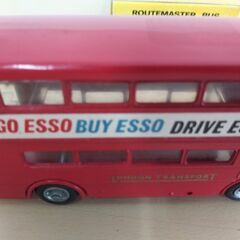 ROUTEMASTER BUS
GO ESSO BUY ESSO DRIVE E
LONDON TRANSPORT